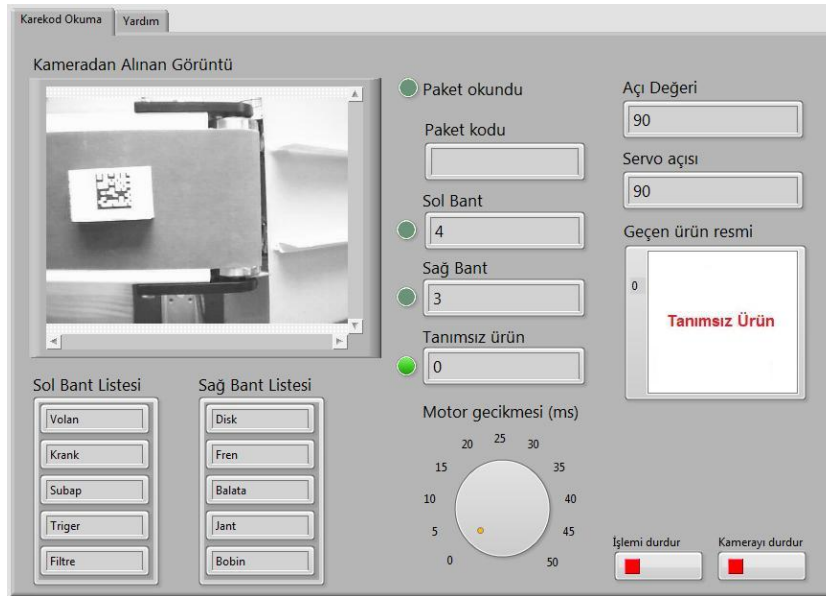 Karekod Okuma
Yardım
Kameradan Alınan Görüntü
Paket okundu
Paket kodu
Sol Bant
4
Sağ Bant
3
Tanımsız ürün
0
Açı Değeri
90
Servo açısı
90
Geçen ürün resmi
0
Tanımsız Ürün
Sol Bant Listesi
Volan
Krank
Subap
Triger
Filtre
Sağ Bant Listesi
Disk
Fren
Balata
Jant
Bobin
Motor gecikmesi (ms)
0
5
10
15
20
25
30
35
40
45
50
İşlemi durdur
Kamerayı durdur